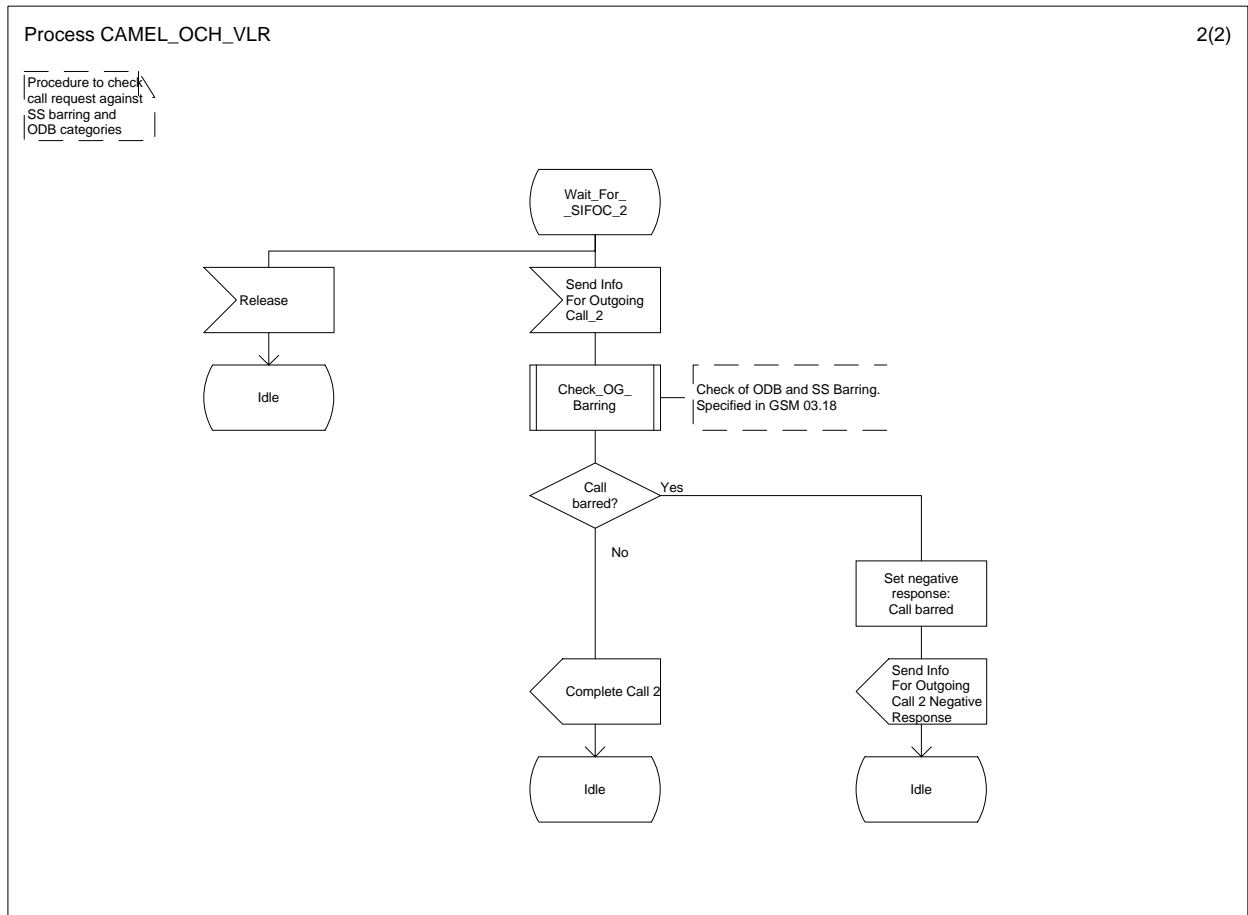 Process CAMEL_OCH_VLR
2(2)
Procedure to check
call request against
SS barring and
ODB categories
Wait_For_
_SIFOC_2
Release
Send Info
For Outgoing
Call_2
Idle
Check_OG_
Barring
Check of ODB and SS Barring.
Specified in GSM 03.18
Call
barred?
Yes
No
Set negative
response:
Call barred
Complete Call 2
Send Info
For Outgoing
Call 2 Negative
Response
Idle
Idle